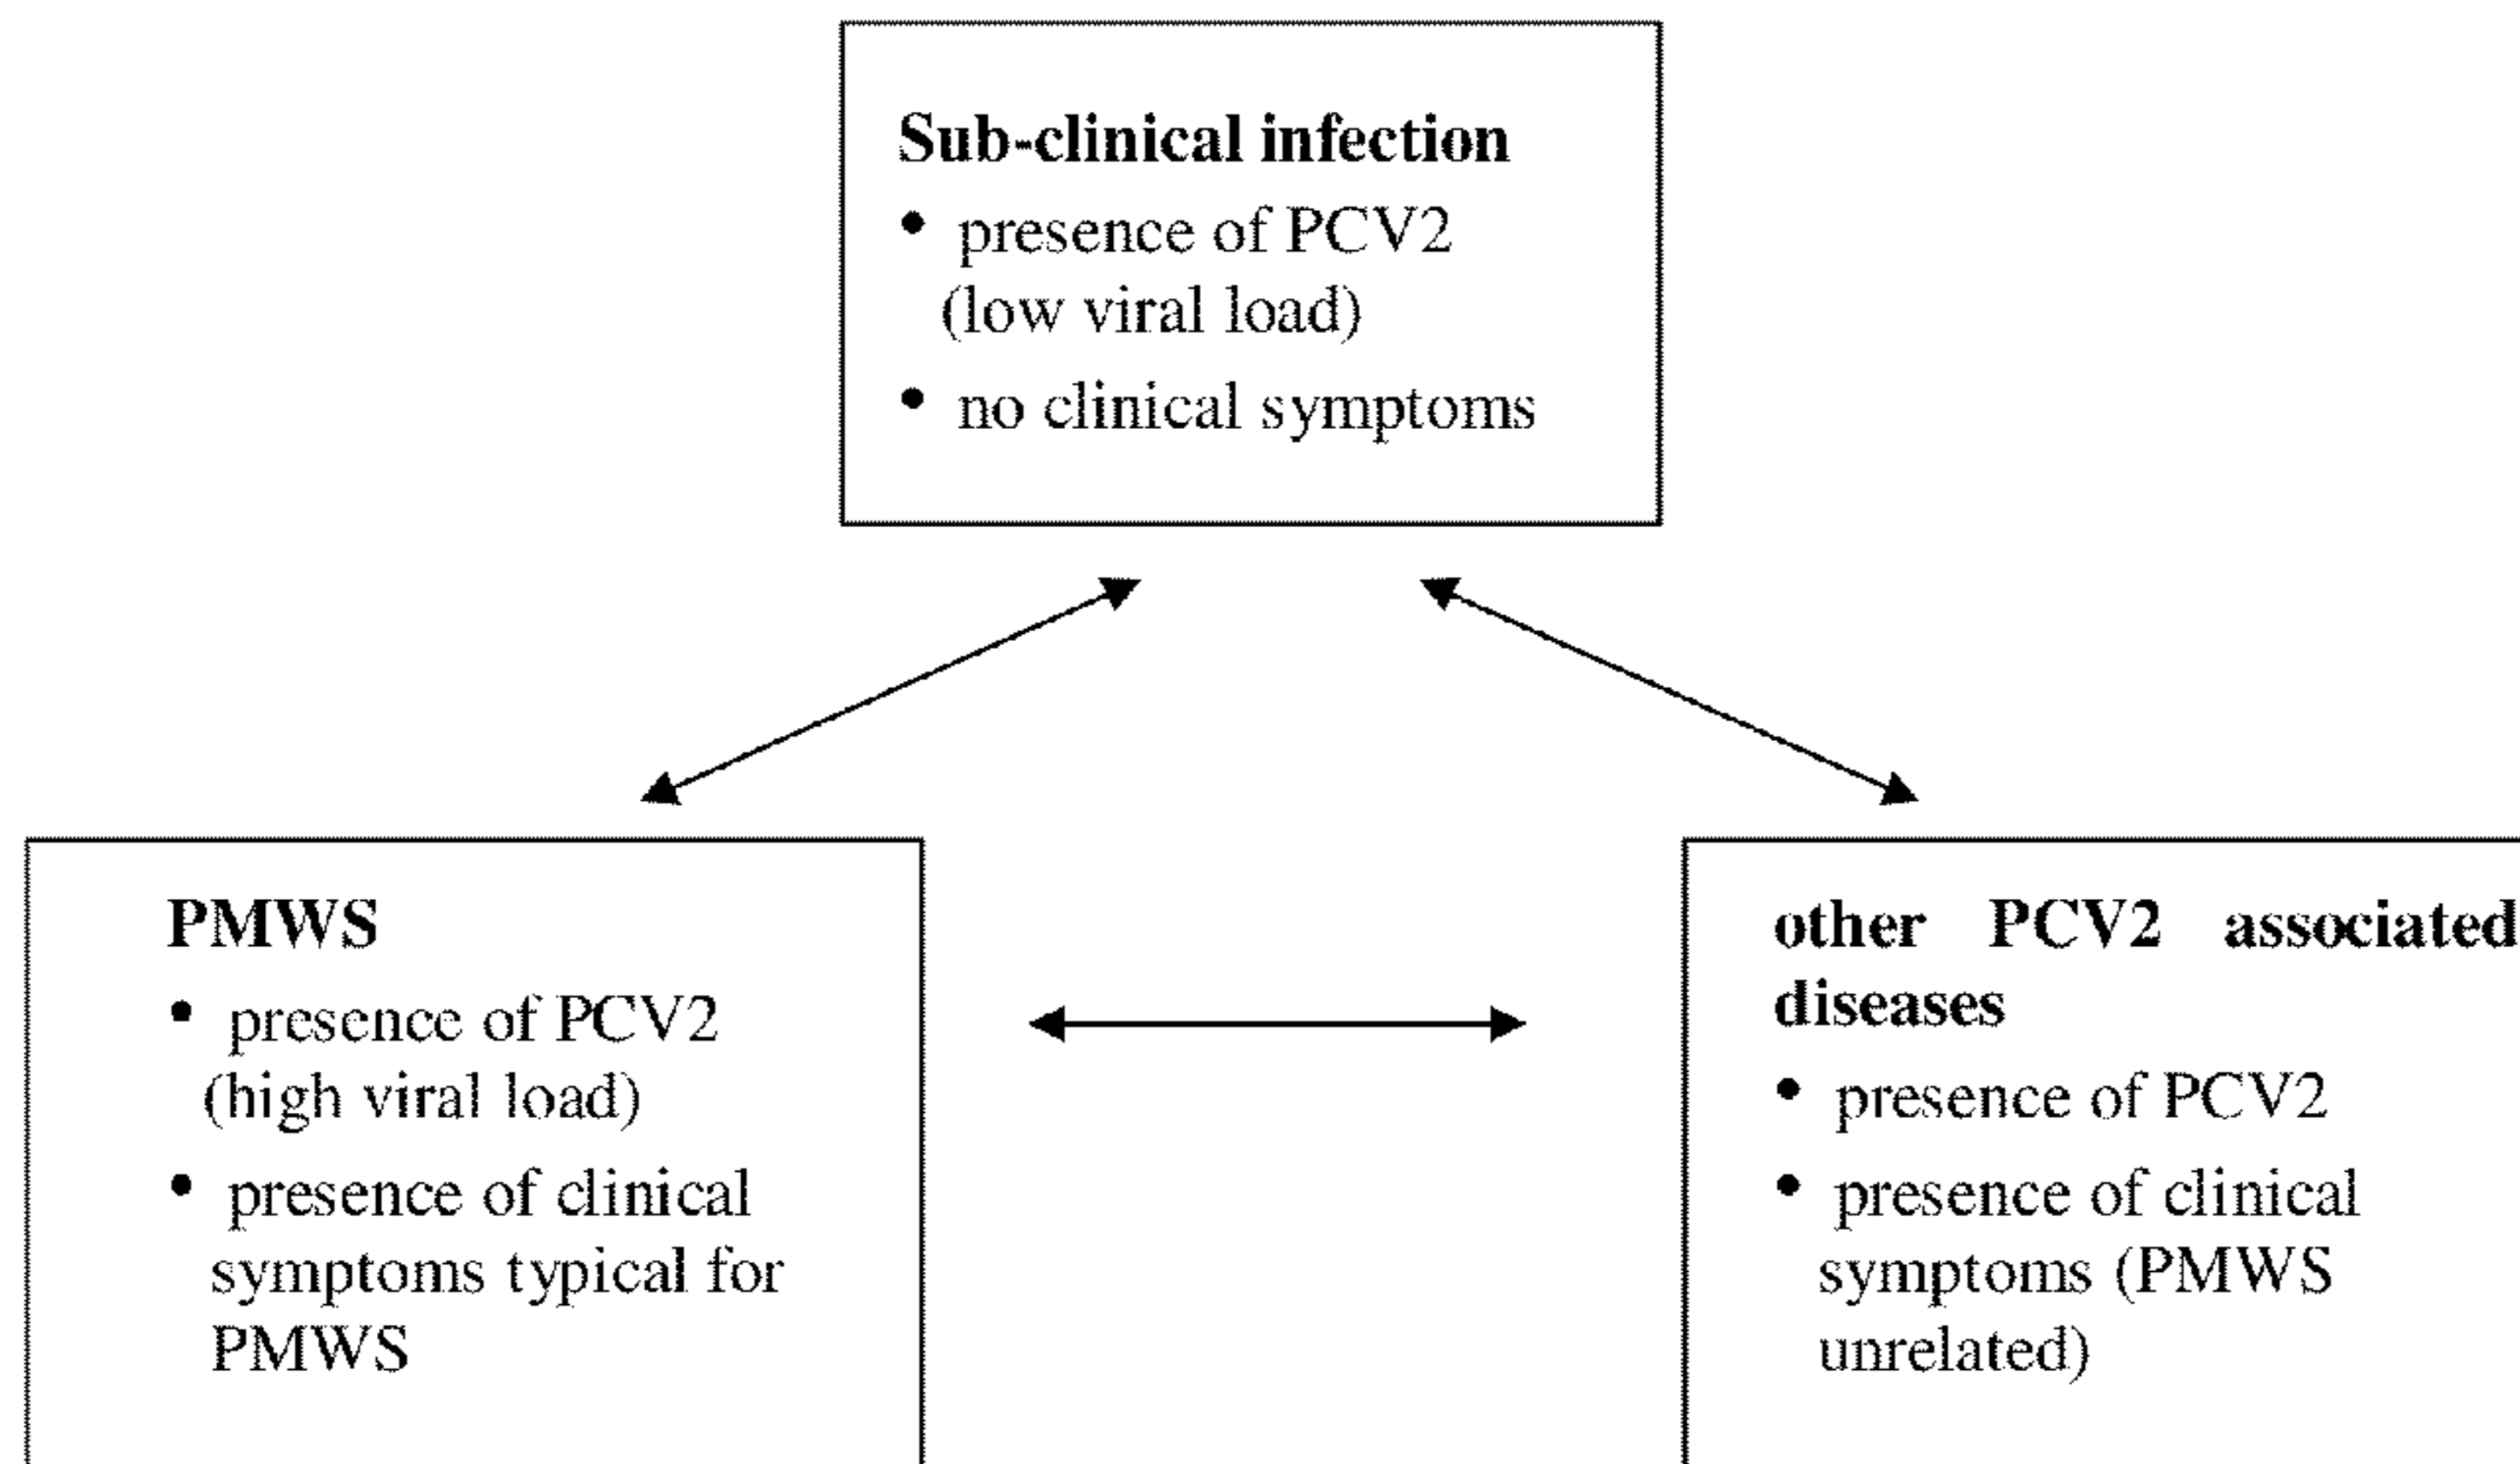 Sub-clinical infection
• presence of PCV2
(low viral load)
• no clinical symptoms
PMWS
• presence of PCV2
(high viral load)
• presence of clinical
symptoms typical for
PMWS
other PCV2 associated
diseases
• presence of PCV2
• presence of clinical
symptoms (PMWS
unrelated)